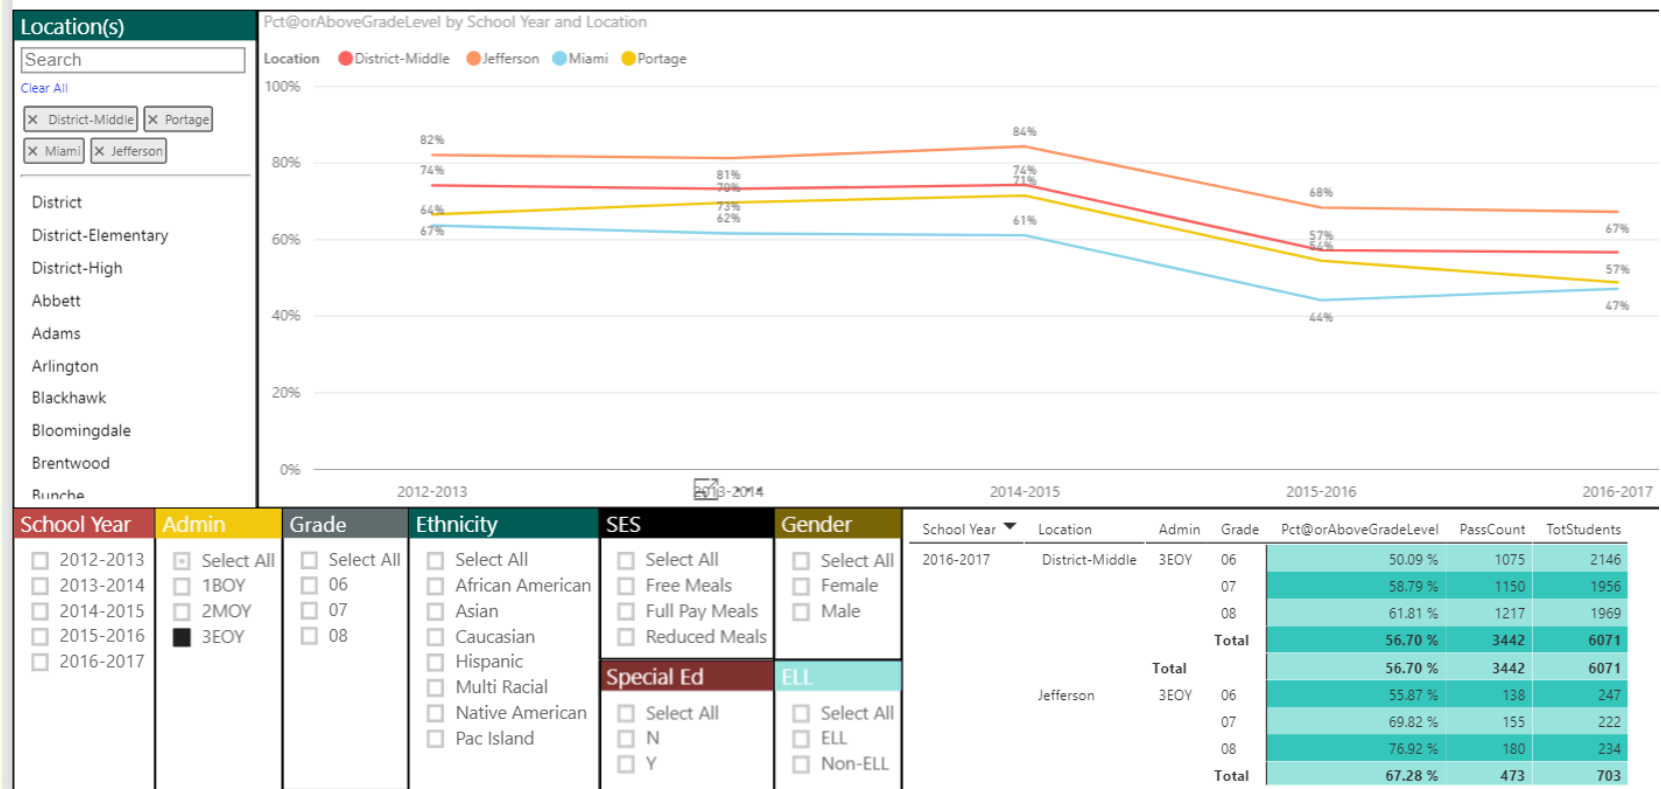 Location(s)
Search
Clear All
× District-Middle × Portage
× Miami × Jefferson
District
District-Elementary
District-High
Abbett
Adams
Arlington
Blackhawk
Bloomingdale
Brentwood
Bunche
Pct@orAboveGradeLevel by School Year and Location
Location District-Middle Jefferson Miami Portage
100%
80%
60%
40%
20%
0%
82%
74%
64%
67%
81%
70%
73%
62%
84%
74%
71%
61%
68%
57%
54%
44%
67%
57%
47%
2012-2013 2013-2014 2014-2015 2015-2016 2016-2017
School Year
2012-2013
2013-2014
2014-2015
2015-2016
2016-2017
Admin
Select All
1BOY
2MOY
3EOY
Grade
Select All
06
07
08
Ethnicity
Select All
African American
Asian
Caucasian
Hispanic
Multi Racial
Native American
Pac Island
SES
Select All
Free Meals
Full Pay Meals
Reduced Meals
Special Ed
Select All
N
Y
Gender
Select All
Female
Male
ELL
Select All
ELL
Non-ELL
School Year Location Admin Grade Pct@orAboveGradeLevel PassCount TotStudents
2016-2017 District-Middle 3EOY 06 50.09 % 1075 2146
07 58.79 % 1150 1956
08 61.81 % 1217 1969
Total 56.70 % 3442 6071
Total 56.70 % 3442 6071
Jefferson 3EOY 06 55.87 % 138 247
07 69.82 % 155 222
08 76.92 % 180 234
Total 67.28 % 473 703